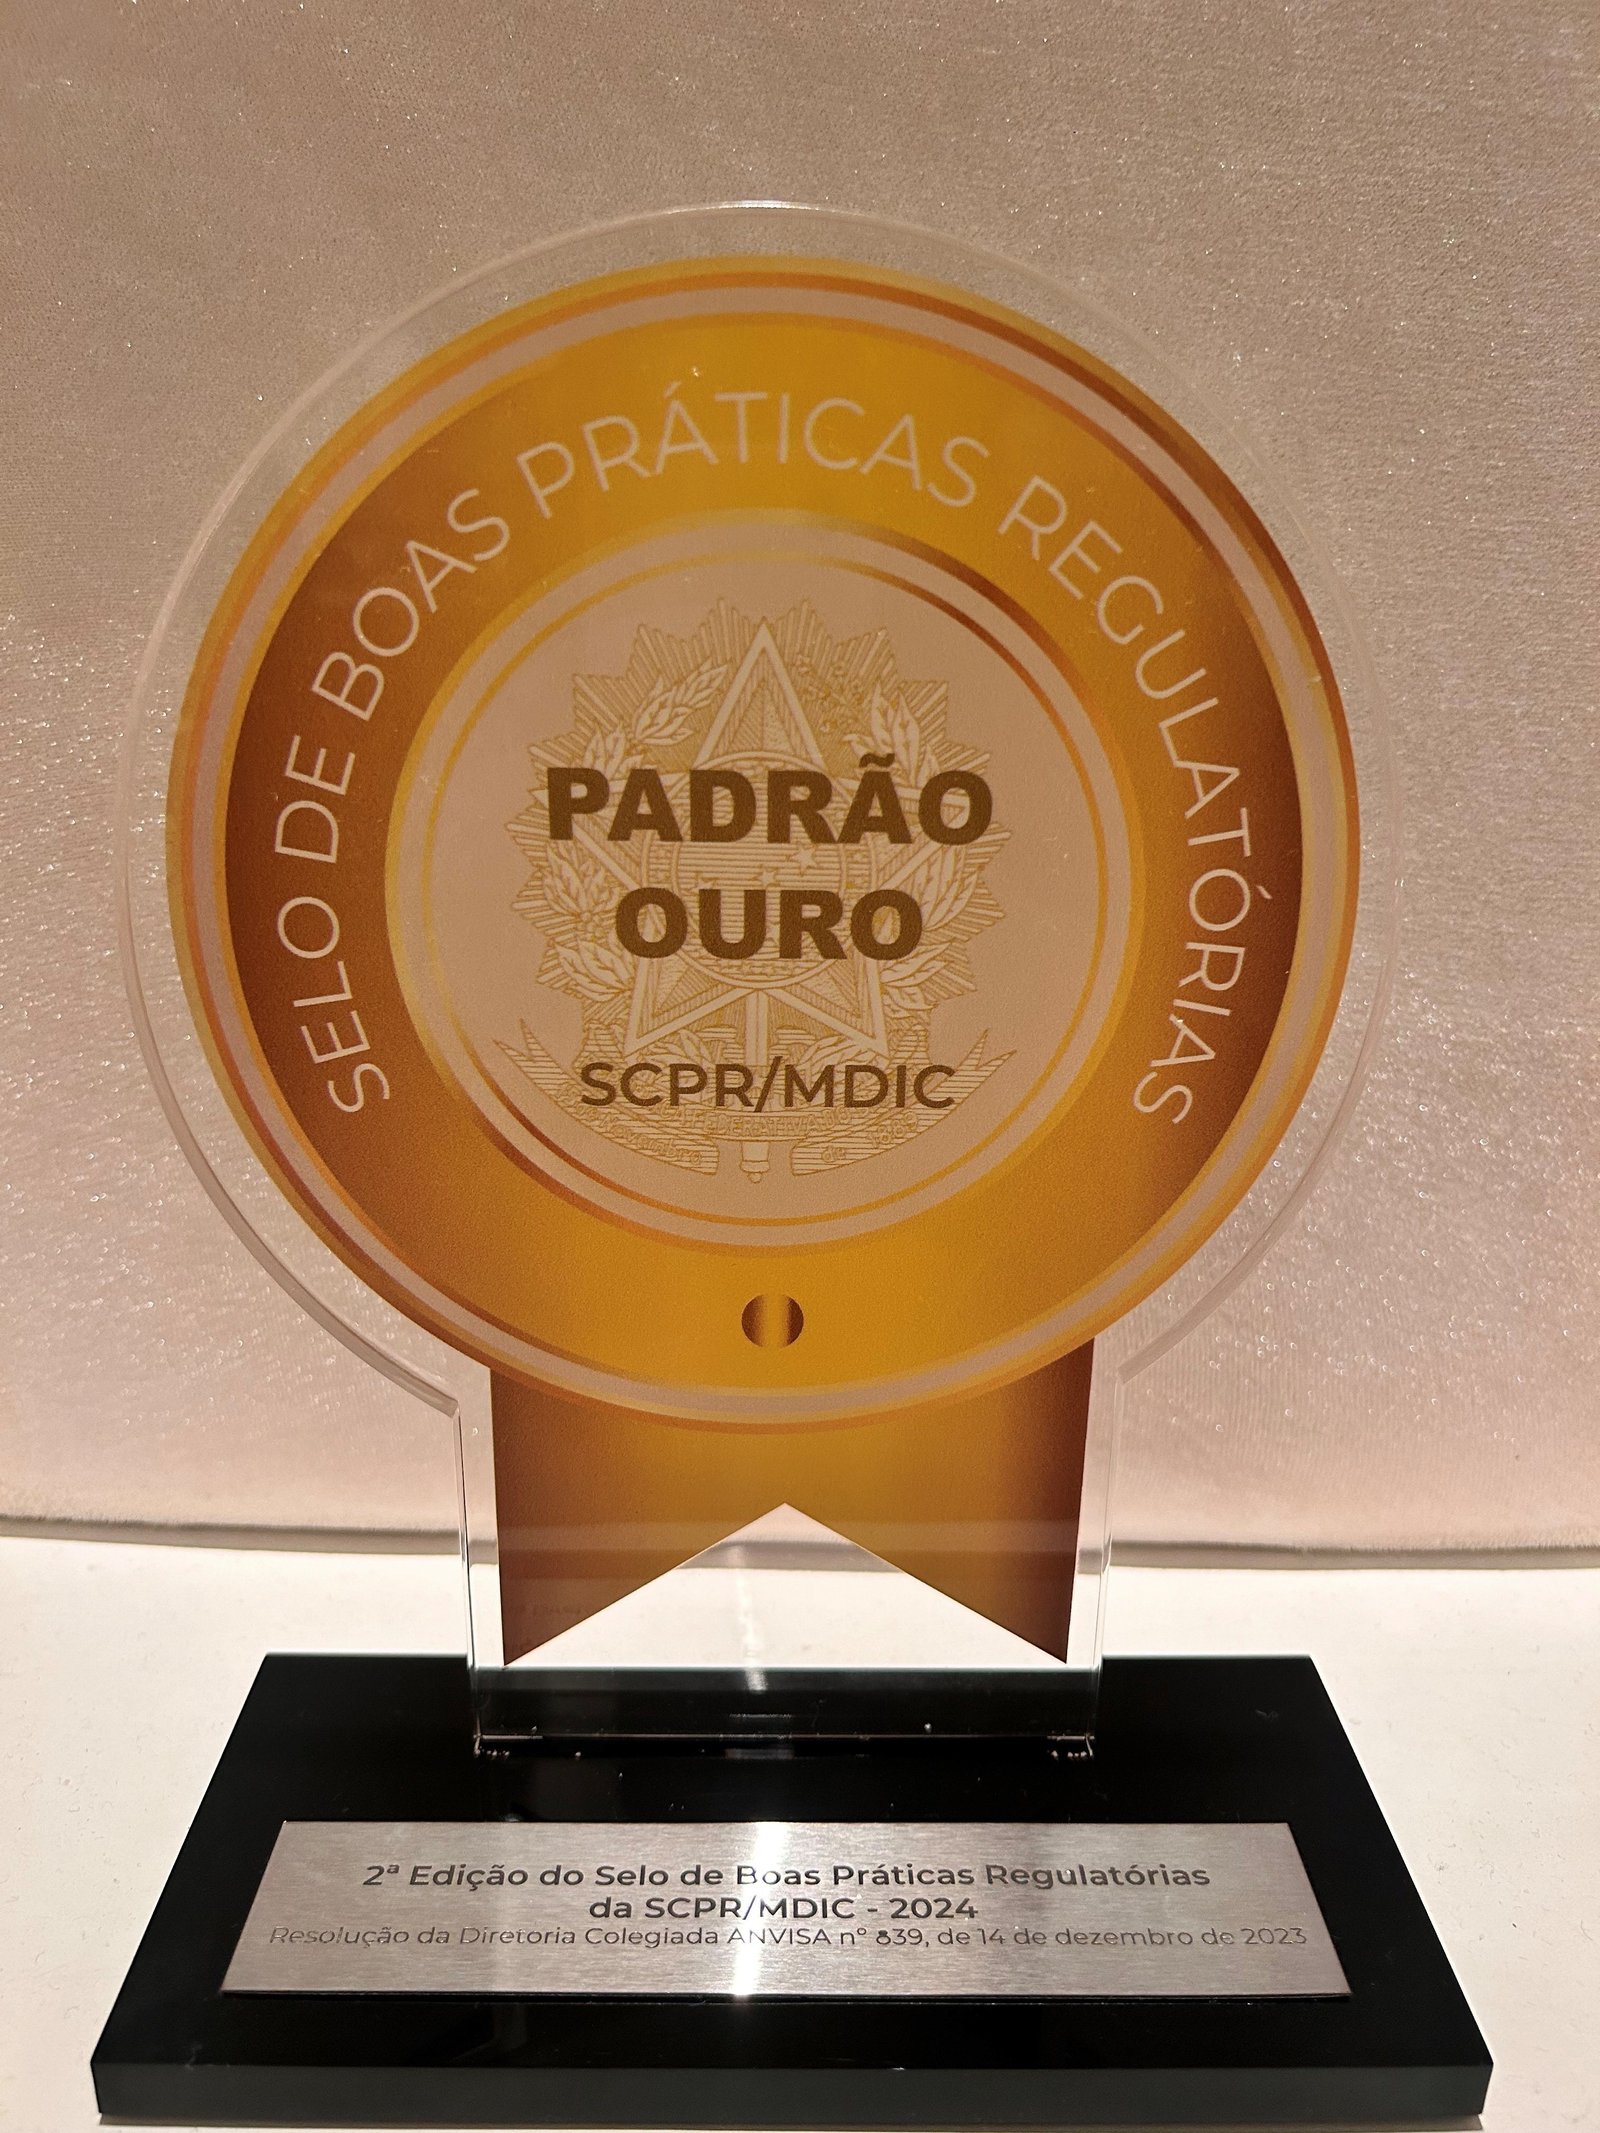 SELO DE BOAS PRÁTICAS REGULATÓRIAS
PADRÃO
OURO
SCPR/MDIC
2ª Edição do Selo de Boas Práticas Regulatórias
da SCPR/MDIC - 2024
Resolução da Diretoria Colegiada ANVISA nº 839, de 14 de dezembro de 2023